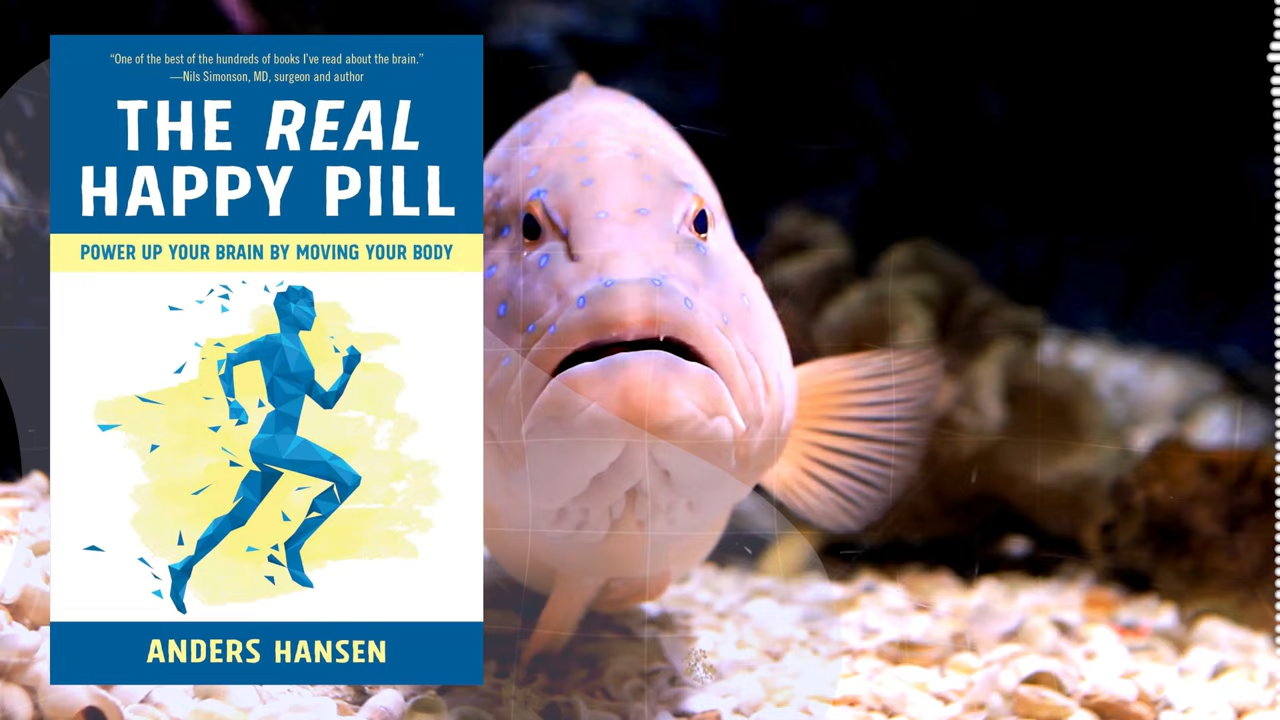 “One of the best of the hundreds of books I’ve read about the brain.”
—Nils Simonson, MD, surgeon and author
THE REAL
HAPPY PILL
POWER UP YOUR BRAIN BY MOVING YOUR BODY
ANDERS HANSEN